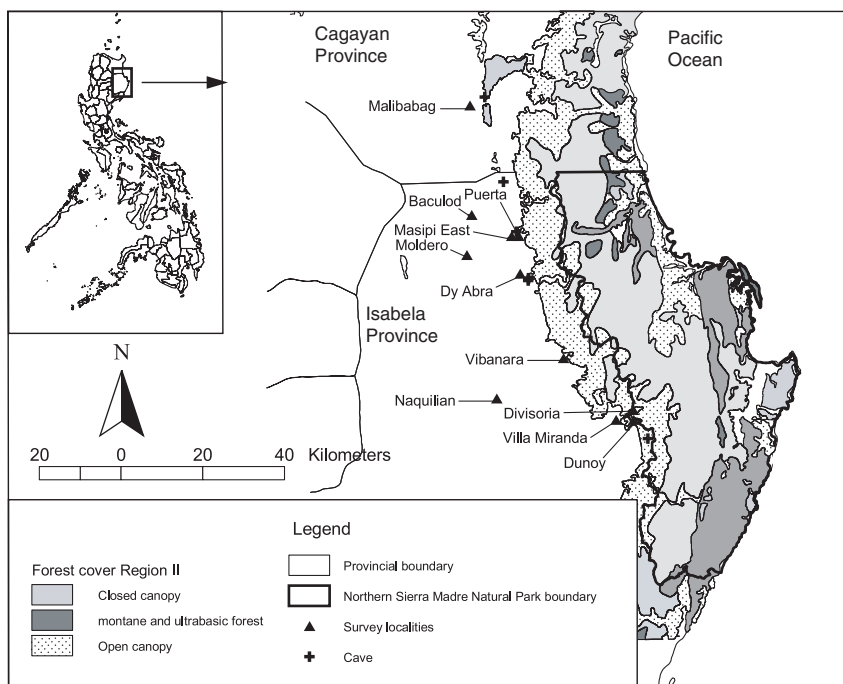 Cagayan
Province
Pacific
Ocean
Malibabag
Puerta
Baculod
Masipi East
Moldero
Dy Abra
Isabela
Province
N
Vibanara
Naquilian
Divisoria
Villa Miranda
Dunoy
20 0 20 40 Kilometers
Legend
Forest cover Region II
Closed canopy
montane and ultrabasic forest
Open canopy
Provincial boundary
Northern Sierra Madre Natural Park boundary
Survey localities
Cave